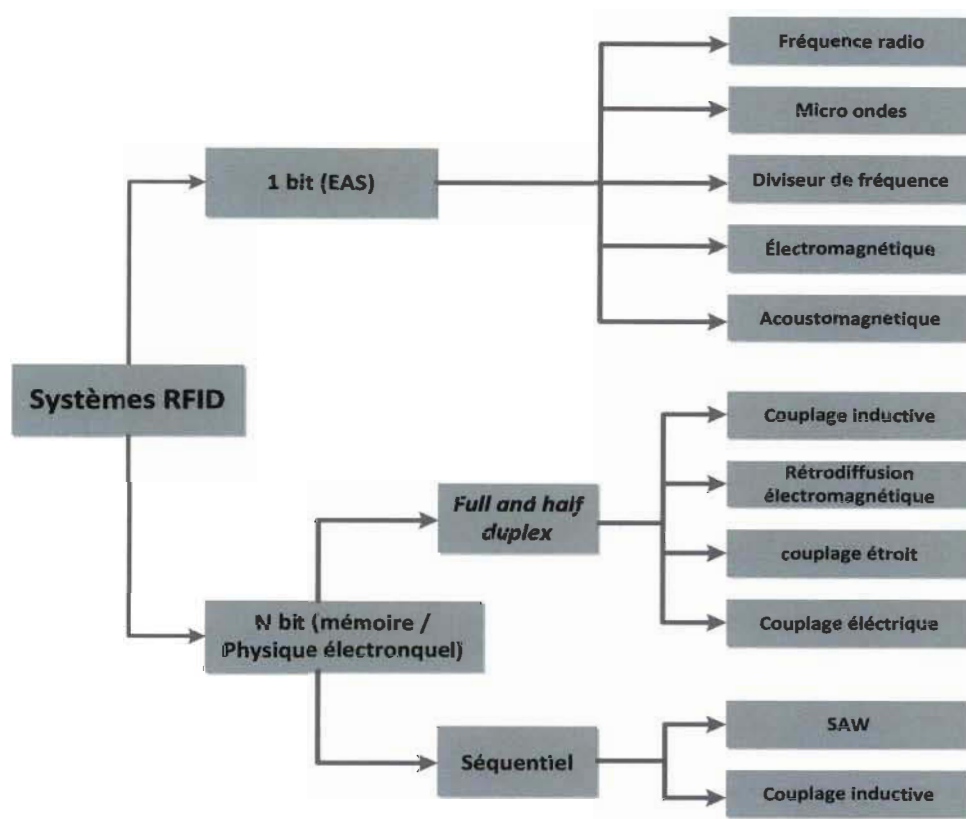 Fréquence radio
Micro ondes
1 bit (EAS)
Diviseur de fréquence
Électromagnétique
Acoustomagnetique
Systèmes RFID
Couplage inductive
Rétrodiffusion
électromagnétique
Full and half
duplex
couplage étroit
N bit (mémoire /
Physique électronquel)
Couplage éléctrique
SAW
Séquentiel
Couplage inductive